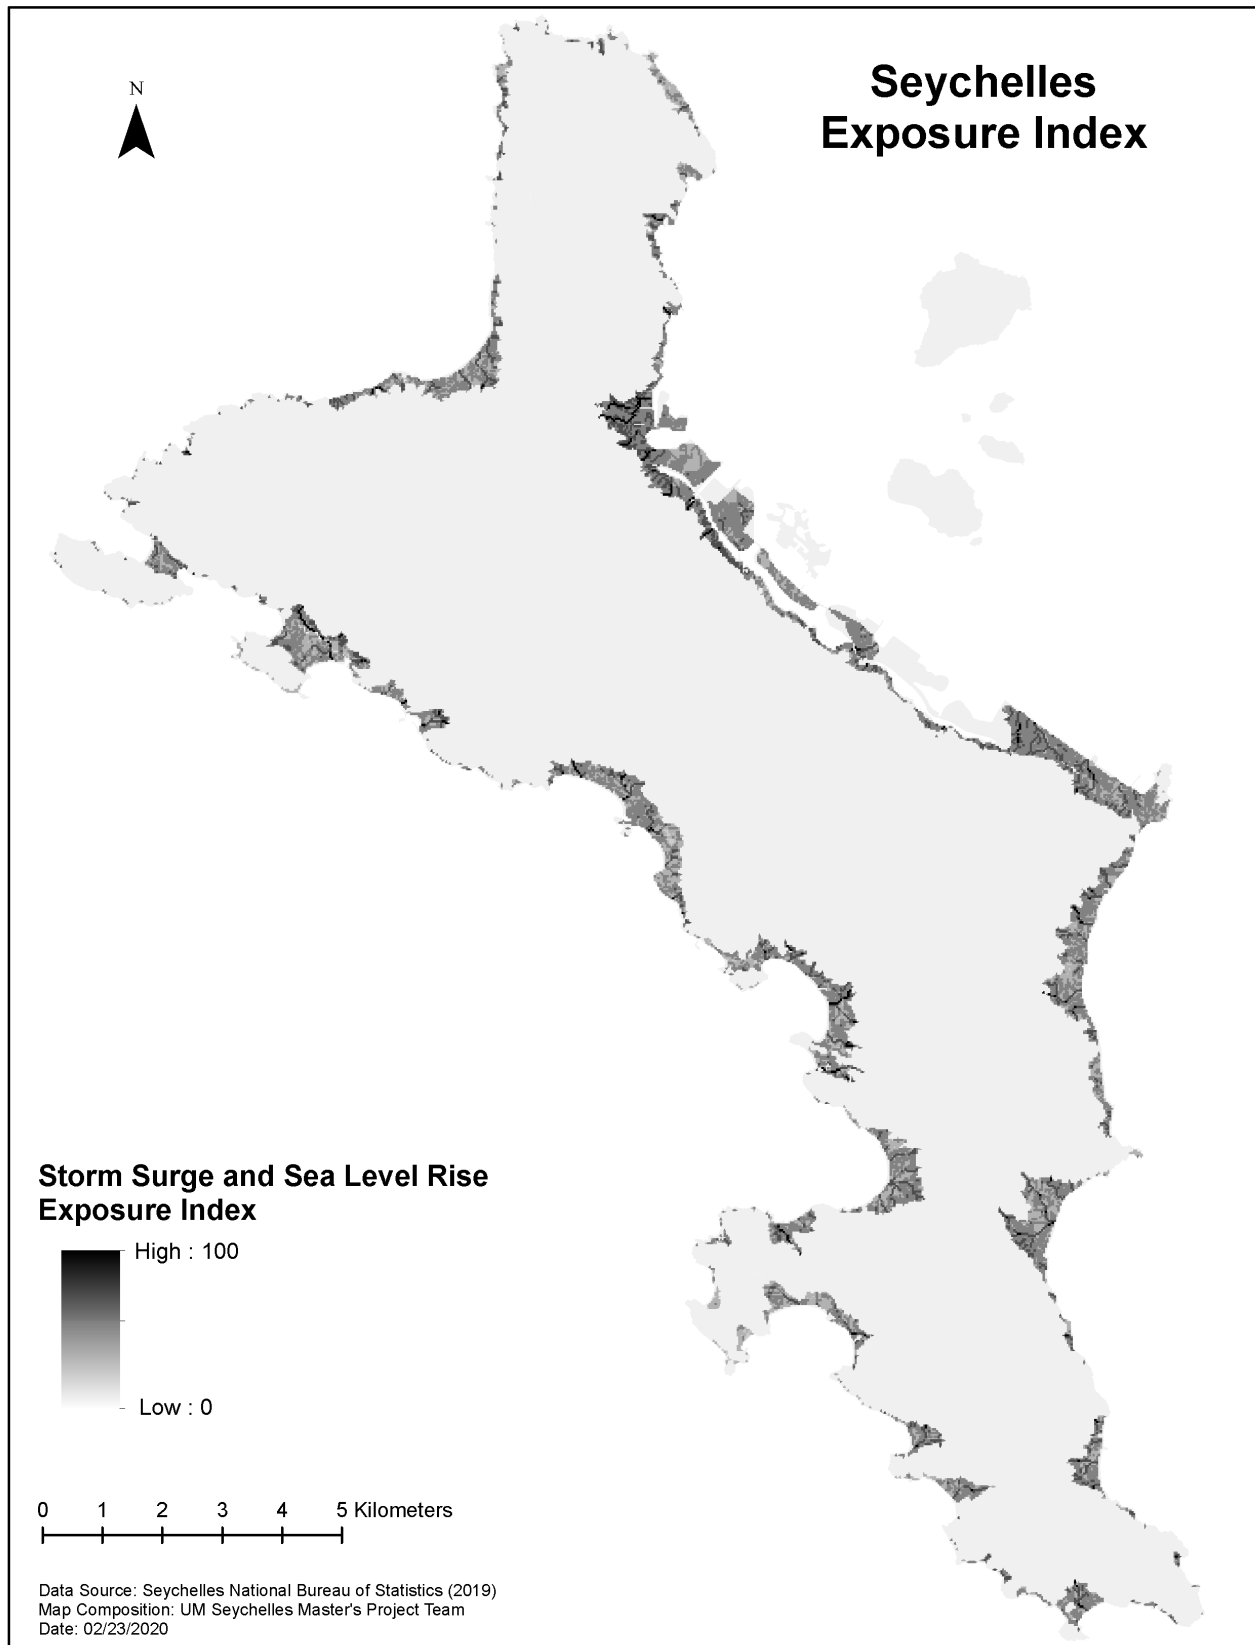 Seychelles
Exposure Index
N
Storm Surge and Sea Level Rise
Exposure Index
High : 100
Low : 0
0 1 2 3 4 5 Kilometers
Data Source: Seychelles National Bureau of Statistics (2019)
Map Composition: UM Seychelles Master's Project Team
Date: 02/23/2020